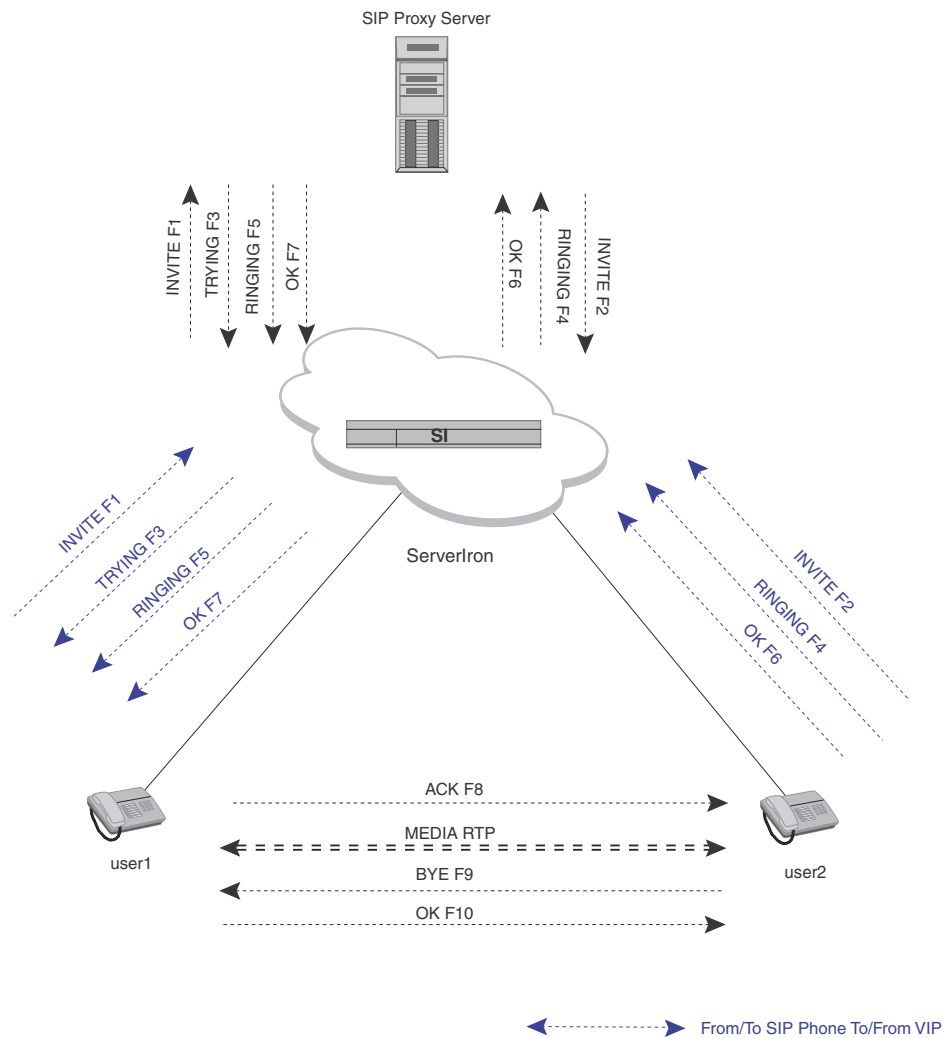 SIP Proxy Server
INVITE F1
TRYING F3
RINGING F5
OK F7
OK F6
RINGING F4
INVITE F2
SI
ServerIron
INVITE F1
TRYING F3
RINGING F5
OK F7
INVITE F2
RINGING F4
OK F6
ACK F8
MEDIA RTP
BYE F9
OK F10
user1
user2
From/To SIP Phone To/From VIP